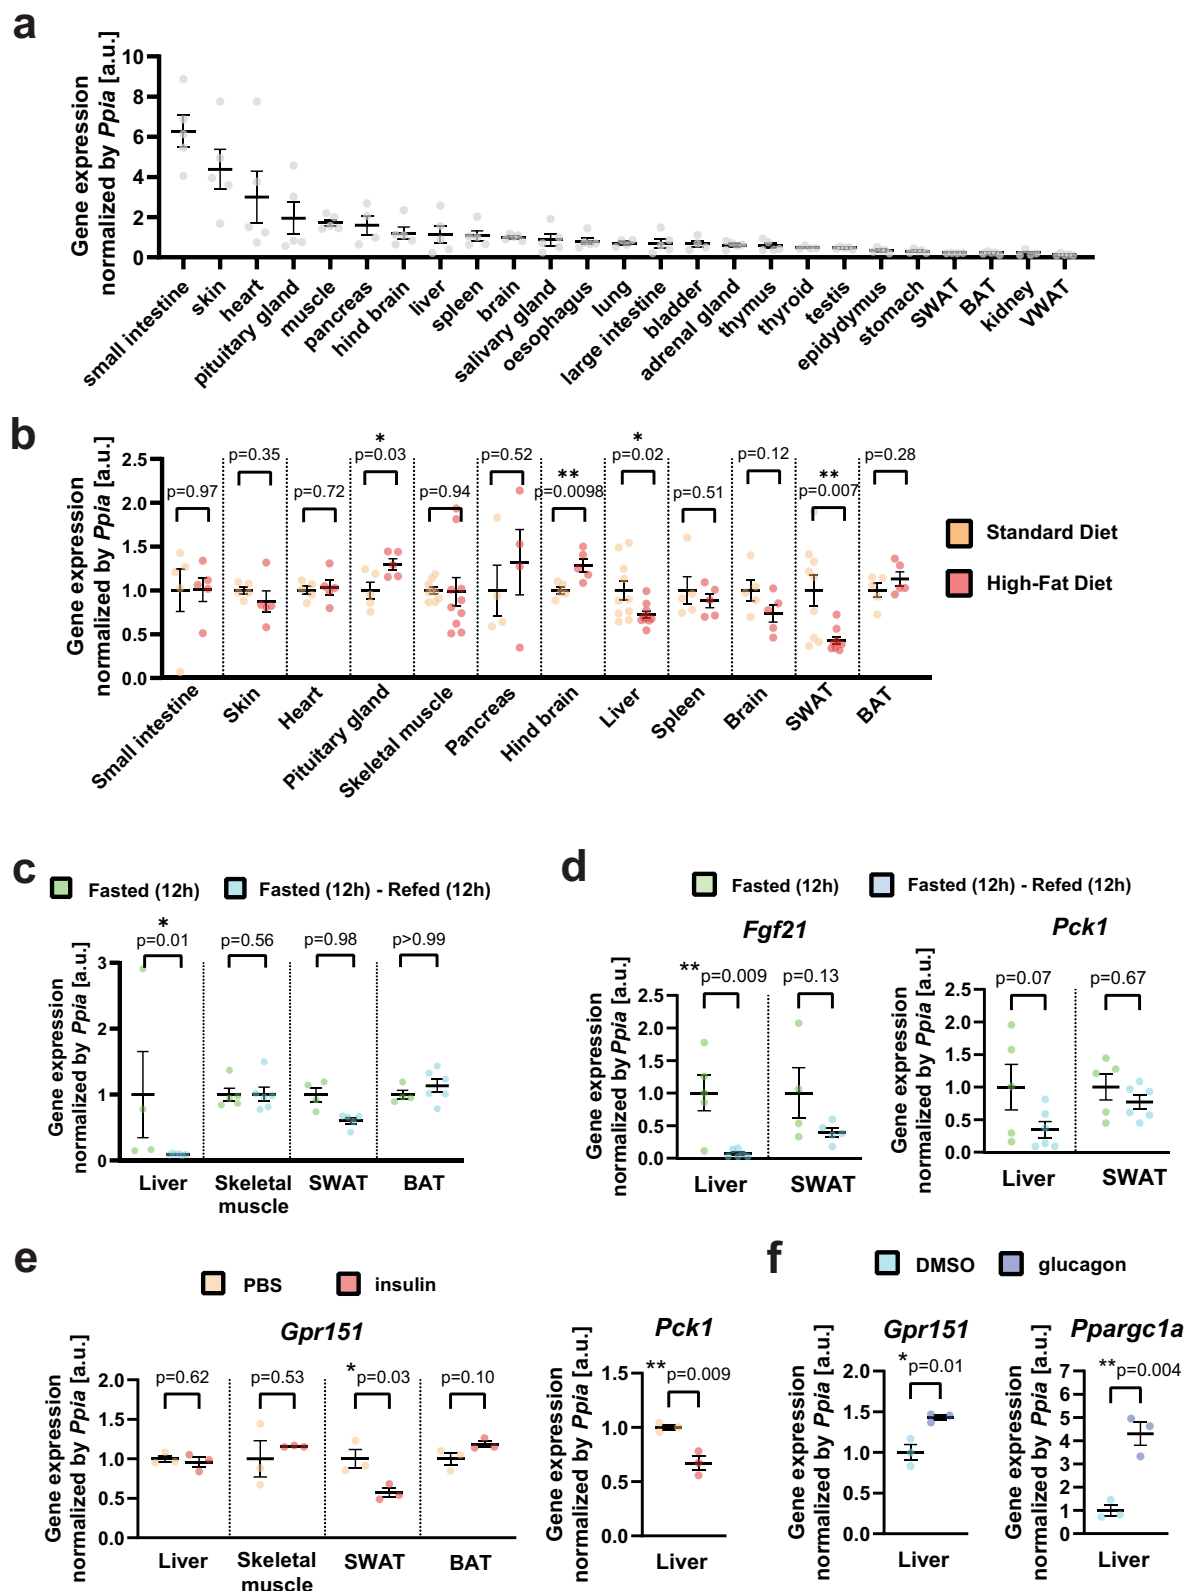 a
Gene expression
normalized by Ppia [a.u.]
10
8
6
4
2
0
small intestine
skin
heart
pituitary gland
muscle
pancreas
hind brain
liver
spleen
brain
salivary gland
oesophagus
lung
large intestine
bladder
adrenal gland
thymus
thyroid
testis
epidydymus
stomach
SWAT
BAT
kidney
VWAT
b
Gene expression
normalized by Ppia [a.u.]
2.5
2.0
1.5
1.0
0.5
0.0
p=0.97
p=0.35
p=0.72
*
p=0.03
p=0.94
p=0.52
**
p=0.0098
*
p=0.02
p=0.51
p=0.12
**
p=0.007
p=0.28
Small intestine
Skin
Heart
Pituitary gland
Skeletal muscle
Pancreas
Hind brain
Liver
Spleen
Brain
SWAT
BAT
Standard Diet
High-Fat Diet
c
Fasted (12h)
Fasted (12h) - Refed (12h)
Gene expression
normalized by Ppia [a.u.]
3
2
1
0
*
p=0.01
p=0.56
p=0.98
p>0.99
Liver
Skeletal
muscle
SWAT
BAT
d
Fasted (12h)
Fasted (12h) - Refed (12h)
Fgf21
Gene expression
normalized by Ppia [a.u.]
2.5
2.0
1.5
1.0
0.5
0.0
**
p=0.009
p=0.13
Liver
SWAT
Pck1
Gene expression
normalized by Ppia [a.u.]
2.5
2.0
1.5
1.0
0.5
0.0
p=0.07
p=0.67
Liver
SWAT
e
PBS
insulin
Gpr151
Gene expression
normalized by Ppia [a.u.]
2.0
1.5
1.0
0.5
0.0
p=0.62
p=0.53
*
p=0.03
p=0.10
Liver
Skeletal
muscle
SWAT
BAT
Pck1
Gene expression
normalized by Ppia [a.u.]
1.5
1.0
0.5
0.0
**
p=0.009
Liver
f
DMSO
glucagon
Gpr151
Gene expression
normalized by Ppia [a.u.]
2.0
1.5
1.0
0.5
0.0
*
p=0.01
Liver
Ppargc1a
Gene expression
normalized by Ppia [a.u.]
7
6
5
4
3
2
1
0
**
p=0.004
Liver